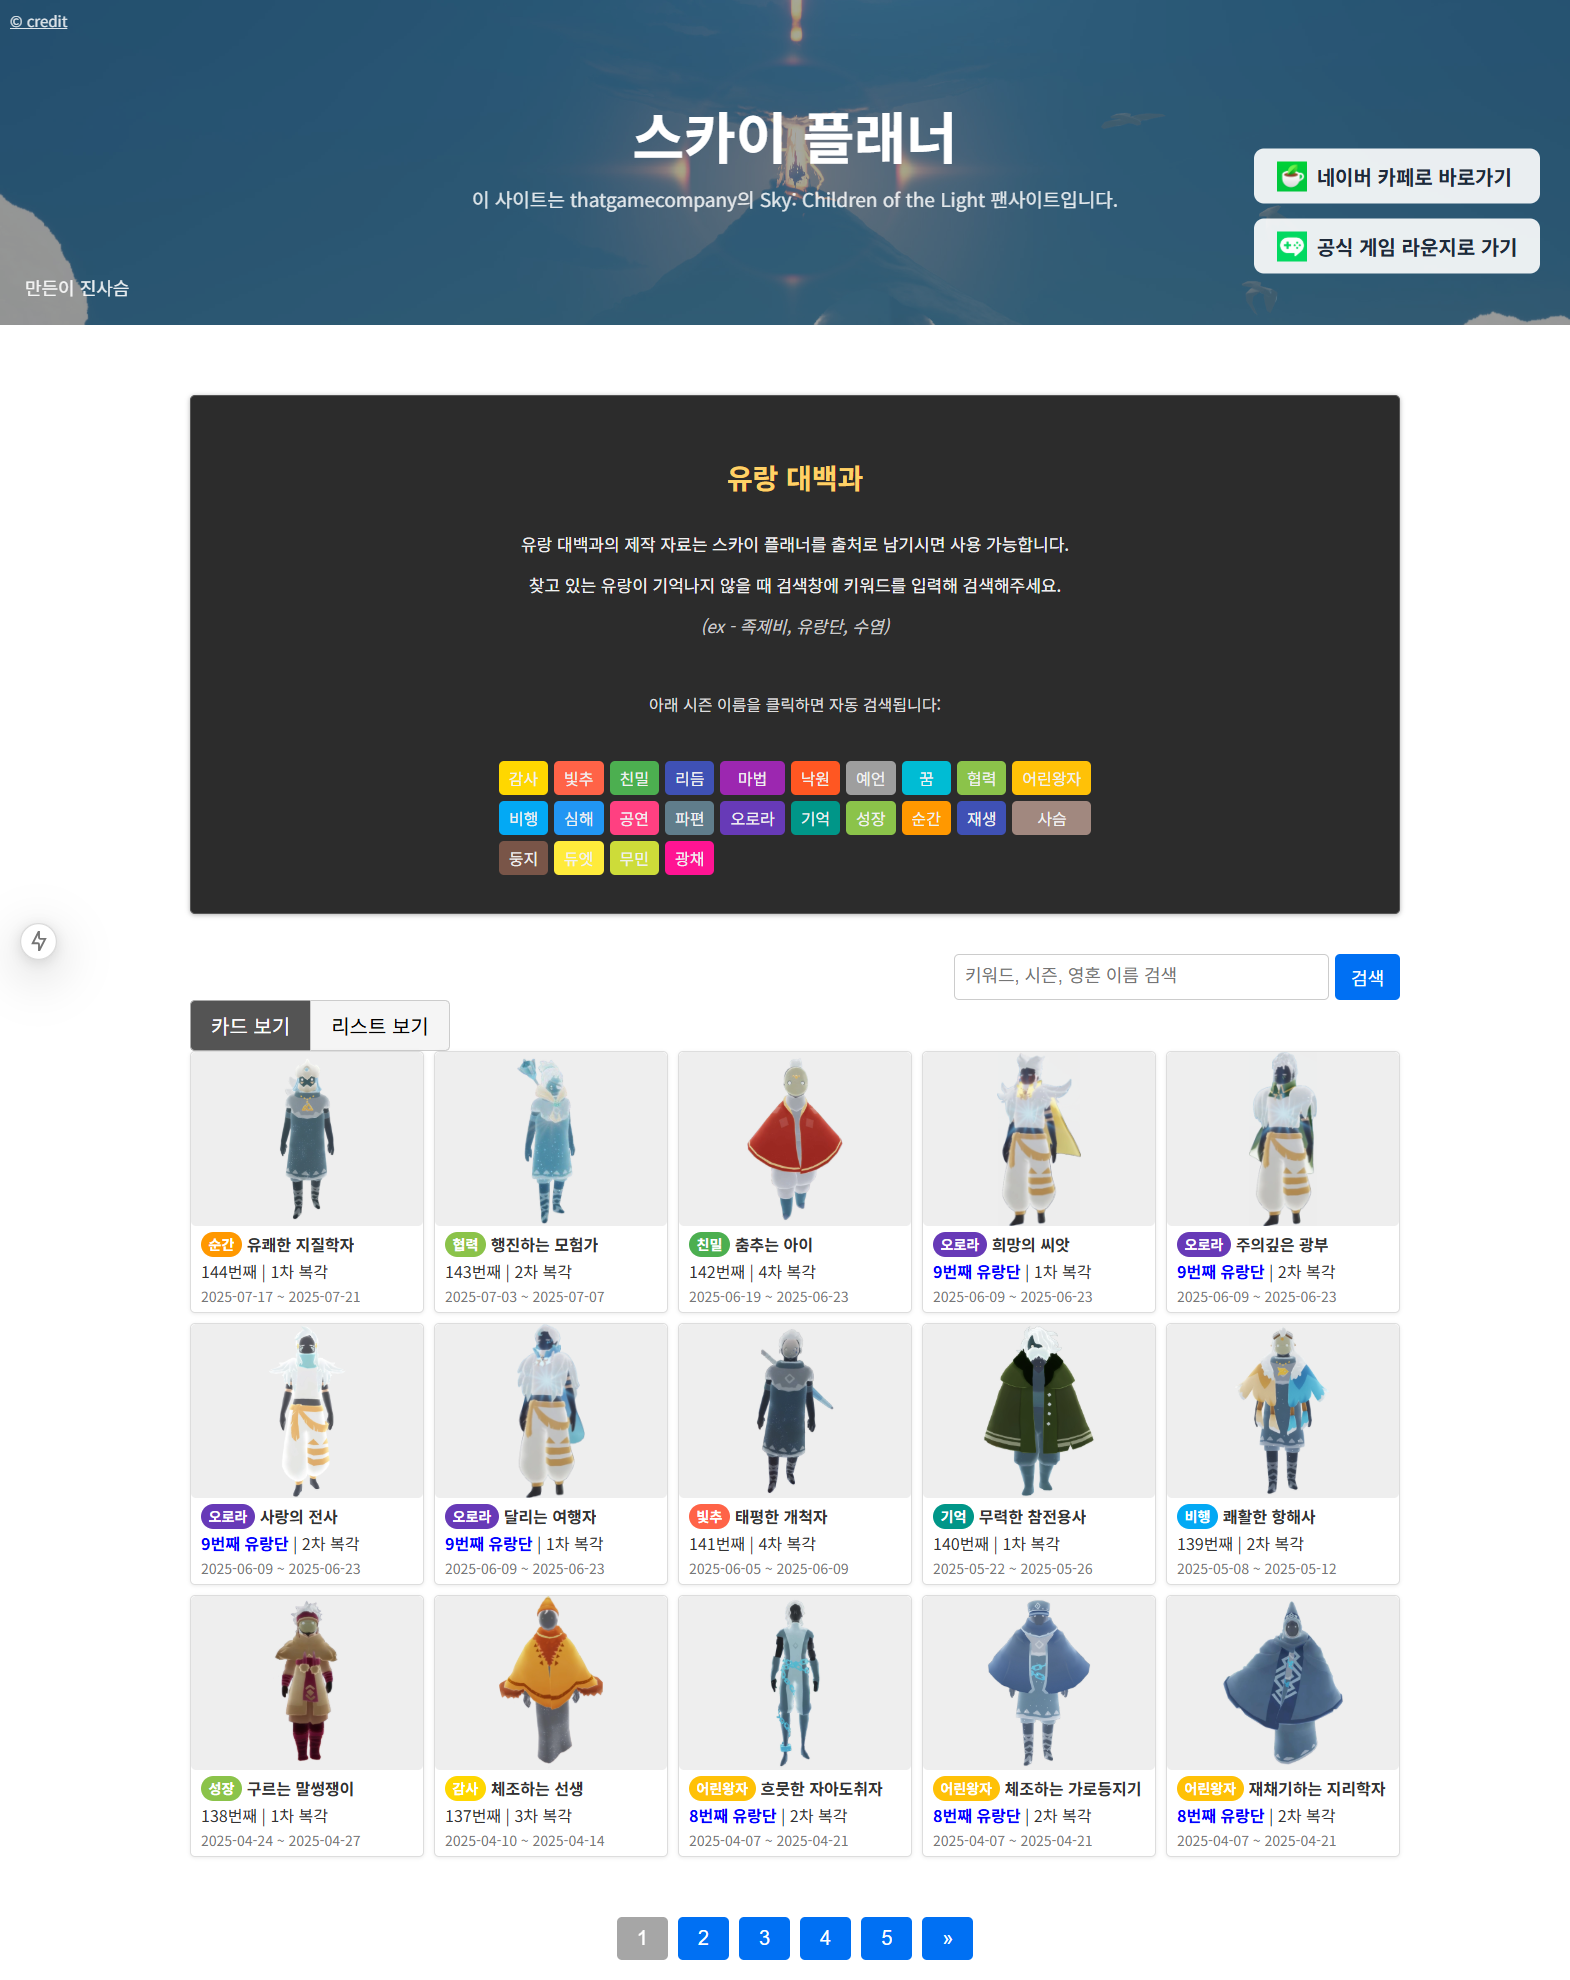 © credit
스카이 플래너
이 사이트는 thatgamecompany의 Sky: Children of the Light 팬사이트입니다.
네이버 카페로 바로가기
공식 게임 라운지로 가기
만든이 진사슴
유랑 대백과
유랑 대백과의 제작 자료는 스카이 플래너를 출처로 남기시면 사용 가능합니다.
찾고 있는 유랑이 기억나지 않을 때 검색창에 키워드를 입력해 검색해주세요.
(ex - 족제비, 유랑단, 수염)
아래 시즌 이름을 클릭하면 자동 검색됩니다:
감사 빛추 친밀 리듬 마법 낙원 예언 꿈 협력 어린왕자
비행 심해 공연 파편 오로라 기억 성장 순간 재생 사슴
둥지 듀엣 무민 광채
키워드, 시즌, 영혼 이름 검색 검색
카드 보기 리스트 보기
순간 유쾌한 지질학자 협력 행진하는 모험가 친밀 춤추는 아이 오로라 희망의 씨앗 오로라 주의깊은 광부
144번째 | 1차 복각 143번째 | 2차 복각 142번째 | 4차 복각 9번째 유랑단 | 1차 복각 9번째 유랑단 | 2차 복각
2025-07-17 ~ 2025-07-21 2025-07-03 ~ 2025-07-07 2025-06-19 ~ 2025-06-23 2025-06-09 ~ 2025-06-23 2025-06-09 ~ 2025-06-23
오로라 사랑의 전사 오로라 달리는 여행자 빛추 태평한 개척자 기억 무력한 참전용사 비행 쾌활한 항해사
9번째 유랑단 | 2차 복각 9번째 유랑단 | 1차 복각 141번째 | 4차 복각 140번째 | 1차 복각 139번째 | 2차 복각
2025-06-09 ~ 2025-06-23 2025-06-09 ~ 2025-06-23 2025-06-05 ~ 2025-06-09 2025-05-22 ~ 2025-05-26 2025-05-08 ~ 2025-05-12
성장 구르는 말썽쟁이 감사 체조하는 선생 어린왕자 흐뭇한 자아도취자 어린왕자 체조하는 가로등지기 어린왕자 재채기하는 지리학자
138번째 | 1차 복각 137번째 | 3차 복각 8번째 유랑단 | 2차 복각 8번째 유랑단 | 2차 복각 8번째 유랑단 | 2차 복각
2025-04-24 ~ 2025-04-27 2025-04-10 ~ 2025-04-14 2025-04-07 ~ 2025-04-21 2025-04-07 ~ 2025-04-21 2025-04-07 ~ 2025-04-21
1 2 3 4 5 »